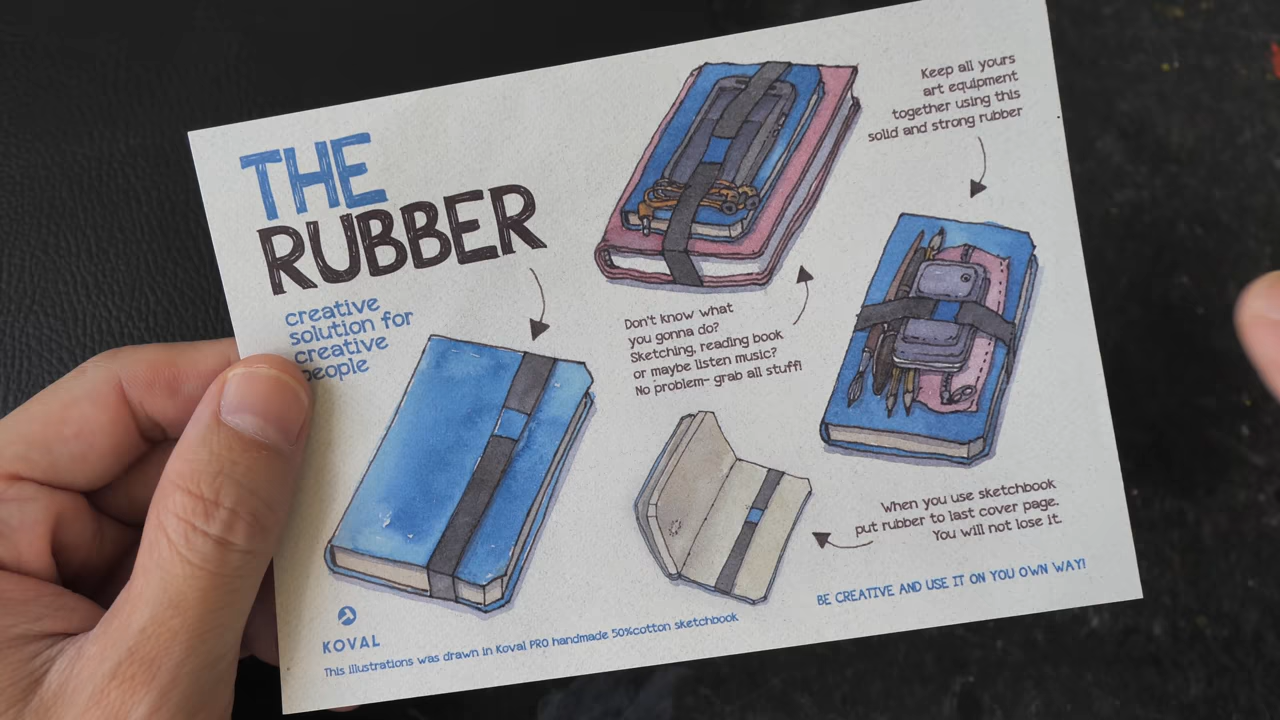 THE
RUBBER
creative
solution for
creative
people
Keep all yours
art equipment
together using this
solid and strong rubber
Don't know what
you gonna do?
Sketching, reading book
or maybe listen music?
No problem- grab all stuff!
When you use sketchbook
put rubber to last cover page.
You will not lose it.
BE CREATIVE AND USE IT ON YOU OWN WAY!
KOVAL
This illustrations was drawn in Koval PRO handmade 50%cotton sketchbook